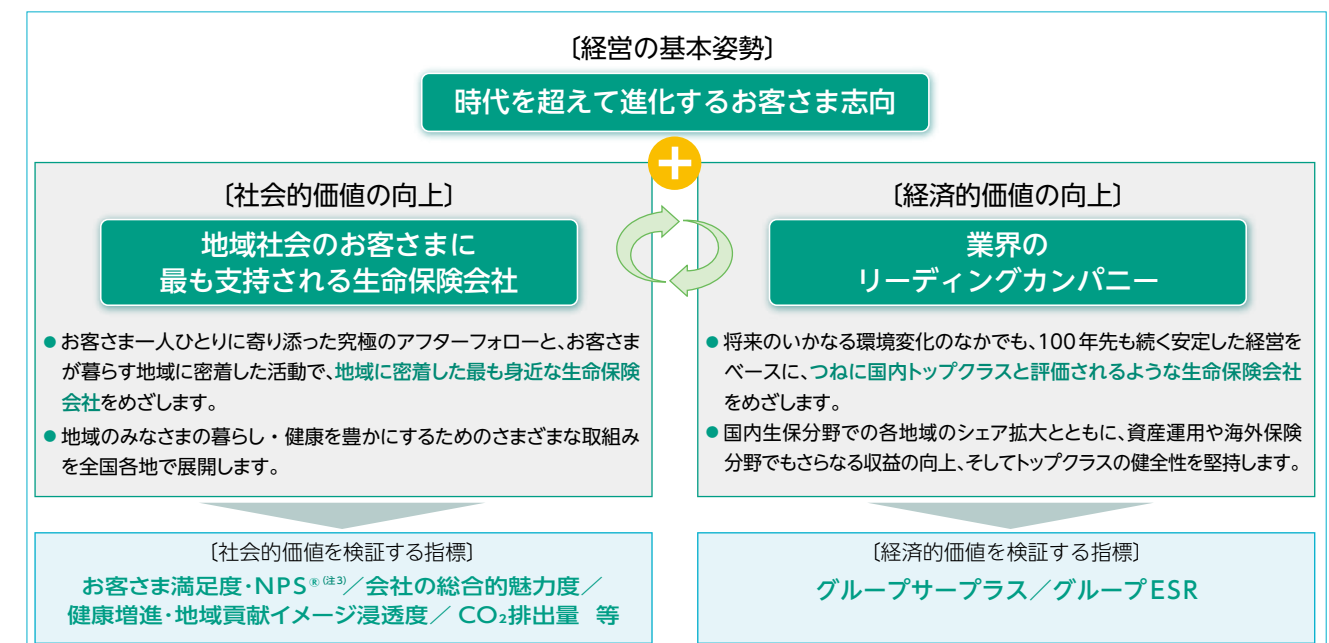 〔経営の基本姿勢〕
時代を超えて進化するお客さま志向
〔社会的価値の向上〕
地域社会のお客さまに
最も支持される生命保険会社
●お客さま一人ひとりに寄り添った究極のアフターフォローと、お客さま
が暮らす地域に密着した活動で、地域に密着した最も身近な生命保険
会社をめざします。
●地域のみなさまの暮らし・健康を豊かにするためのさまざまな取組み
を全国各地で展開します。
〔経済的価値の向上〕
業界の
リーディングカンパニー
●将来のいかなる環境変化のなかでも、100年先も続く安定した経営を
ベースに、つねに国内トップクラスと評価されるような生命保険会社
をめざします。
●国内生保分野での各地域のシェア拡大とともに、資産運用や海外保険
分野でもさらなる収益の向上、そしてトップクラスの健全性を堅持します。
〔社会的価値を検証する指標〕
お客さま満足度・NPS®(注3)／会社の総合的魅力度／
健康増進・地域貢献イメージ浸透度／CO₂排出量 等
〔経済的価値を検証する指標〕
グループサープラス／グループESR